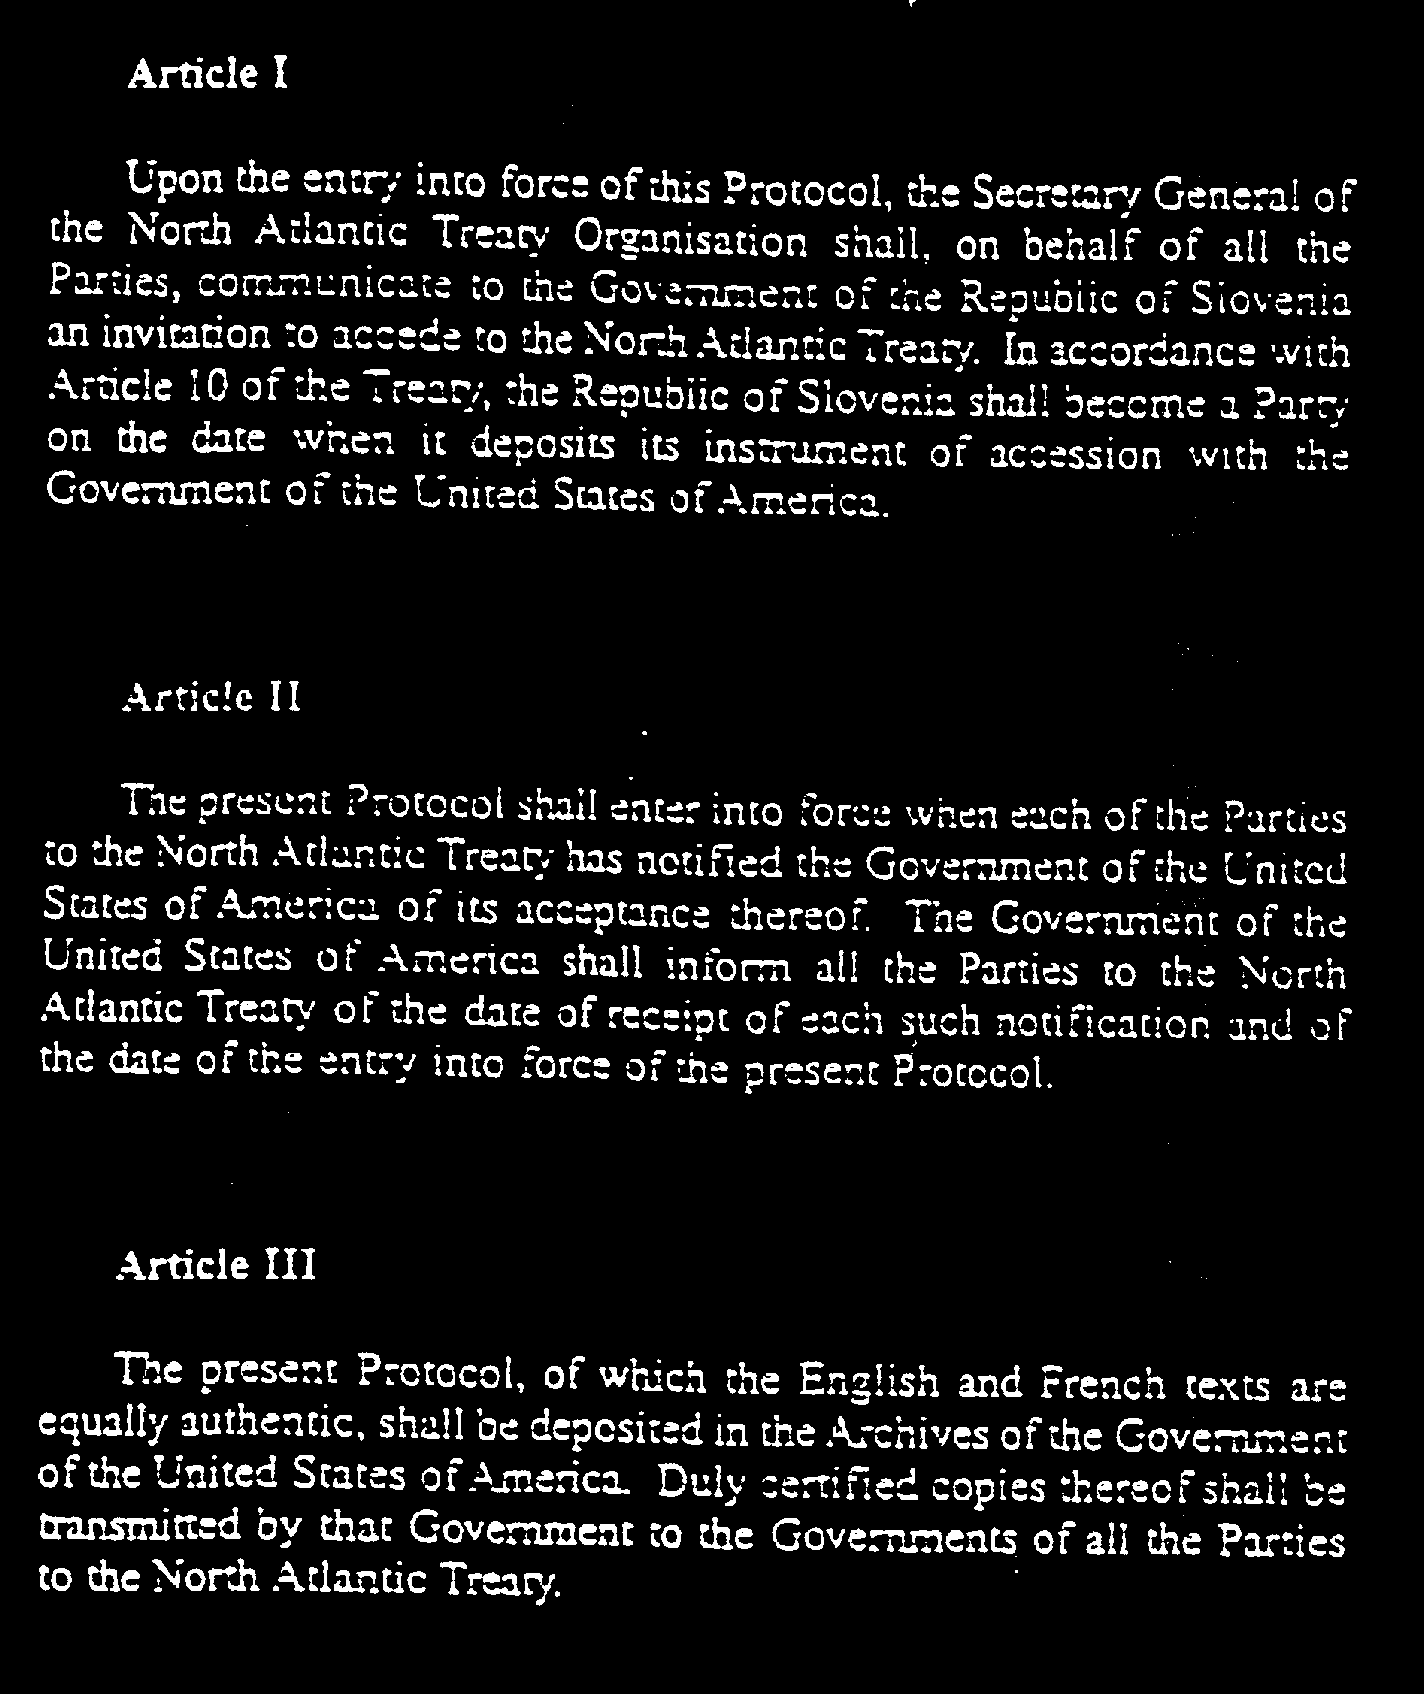 Article I
Upon the entry into force of this Protocol, the Secretary General of
the North Atlantic Treaty Organisation shall, on behalf of all the
Parties, communicate to the Government of the Republic of Slovenia
an invitation to accede to the North Atlantic Treaty. In accordance with
Article 10 of the Treaty, the Republic of Slovenia shall become a Party
on the date when it deposits its instrument of accession with the
Government of the United States of America.
Article II
The present Protocol shall enter into force when each of the Parties
to the North Atlantic Treaty has notified the Government of the United
States of America of its acceptance thereof. The Government of the
United States of America shall inform all the Parties to the North
Atlantic Treaty of the date of receipt of each such notification and of
the date of the entry into force of the present Protocol.
Article III
The present Protocol, of which the English and French texts are
equally authentic, shall be deposited in the Archives of the Government
of the United States of America. Duly certified copies thereof shall be
transmitted by that Government to the Governments of all the Parties
to the North Atlantic Treaty.